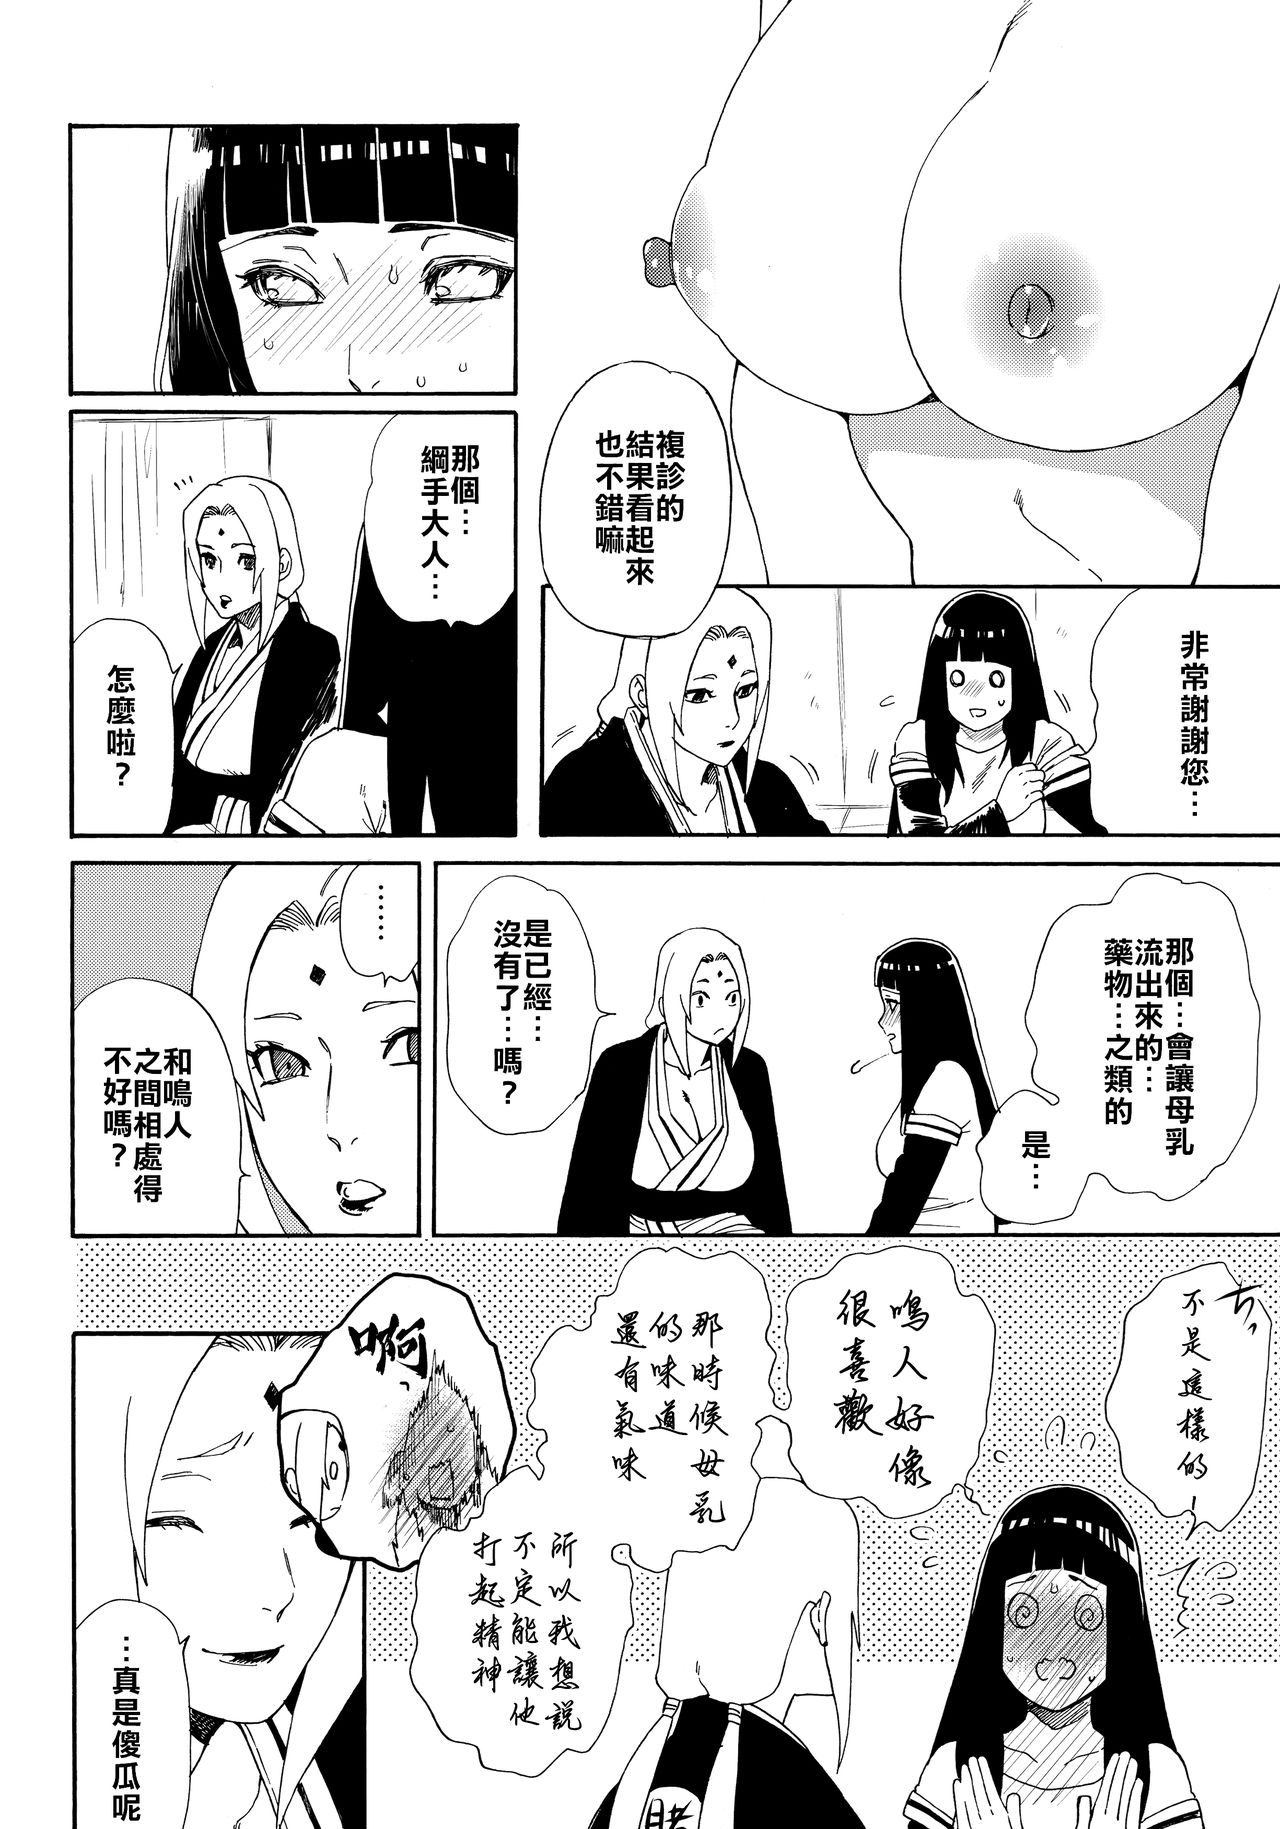 複診的
結果看起來
也不錯嘛
非常謝謝您…
那個…
綱手大人…
怎麼啦？
那個…會讓母乳
流出來的…
藥物…之類的
是…
是已經…
沒有了…嗎？
……
和鳴人
之間相處得
不好嗎？
ちっ
不是這樣的～
鳴人好像
很喜歡
那時候母乳
的味道
還有氣味
所以我想說
不定能讓他
打起精神
啊
賭
…真是傻瓜呢